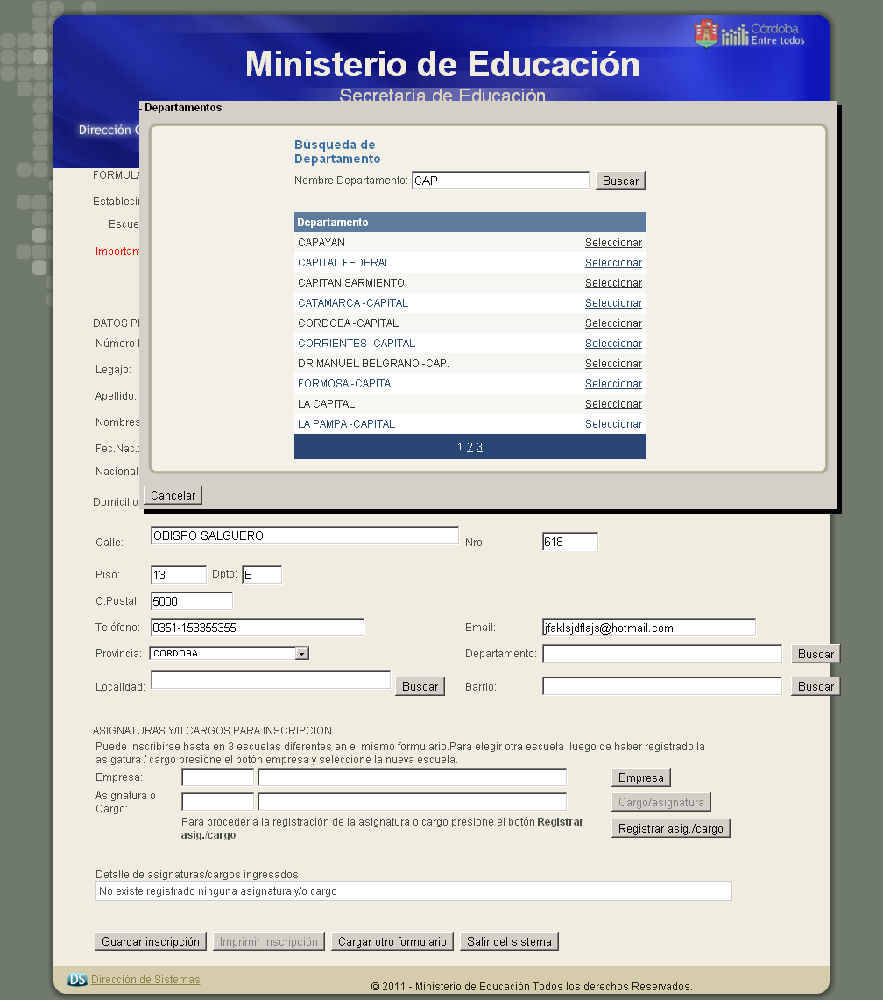 Córdoba
Entre todos
Ministerio de Educación
Secretaría de Educación
- Departamentos
Dirección
Búsqueda de
Departamento
Nombre Departamento: CAP Buscar
Departamento
CAPAYAN Seleccionar
CAPITAL FEDERAL Seleccionar
CAPITAN SARMIENTO Seleccionar
CATAMARCA -CAPITAL Seleccionar
CORDOBA -CAPITAL Seleccionar
CORRIENTES -CAPITAL Seleccionar
DR MANUEL BELGRANO -CAP. Seleccionar
FORMOSA -CAPITAL Seleccionar
LA CAPITAL Seleccionar
LA PAMPA -CAPITAL Seleccionar
1 2 3
Cancelar
FORMULA
Estableci
Escue
Important
DATOS P
Número
Legajo:
Apellido:
Nombres
Fec.Nac.:
Nacional
Domicilio
Calle: OBISPO SALGUERO Nro: 618
Piso: 13 Dpto: E
C.Postal: 5000
Teléfono: 0351-153355355 Email: jfaklsjdflajs@hotmail.com
Provincia: CORDOBA Departamento: Buscar
Localidad: Buscar Barrio: Buscar
ASIGNATURAS Y/0 CARGOS PARA INSCRIPCION
Puede inscribirse hasta en 3 escuelas diferentes en el mismo formulario.Para elegir otra escuela luego de haber registrado la
asigatura / cargo presione el botón empresa y seleccione la nueva escuela.
Empresa: Empresa
Asignatura o
Cargo: Cargo/asignatura
Para proceder a la registración de la asignatura o cargo presione el botón Registrar
asig./cargo
Registrar asig./cargo
Detalle de asignaturas/cargos ingresados
No existe registrado ninguna asignatura y/o cargo
Guardar inscripción Imprimir inscripción Cargar otro formulario Salir del sistema
DS Dirección de Sistemas
© 2011 - Ministerio de Educación Todos los derechos Reservados.